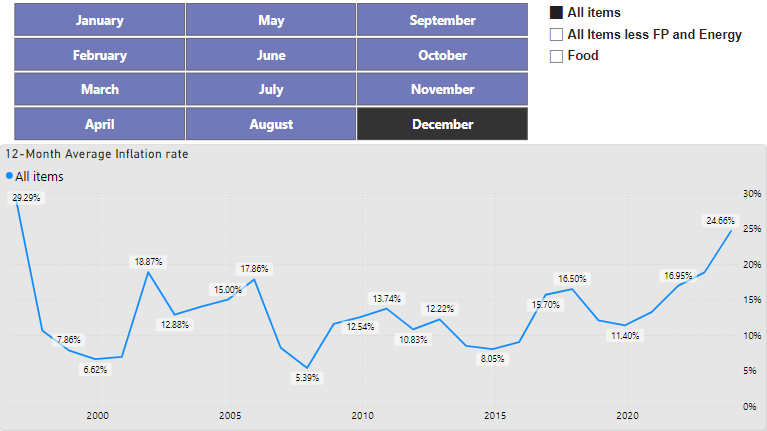 January May September
February June October
March July November
April August December
All items
All Items less FP and Energy
Food
12-Month Average Inflation rate
All items
29.29%
7.86%
6.62%
18.87%
12.88%
15.00%
17.86%
5.39%
12.54%
13.74%
10.83%
12.22%
8.05%
15.70%
16.50%
11.40%
16.95%
24.66%
30%
25%
20%
15%
10%
5%
0%
2000 2005 2010 2015 2020